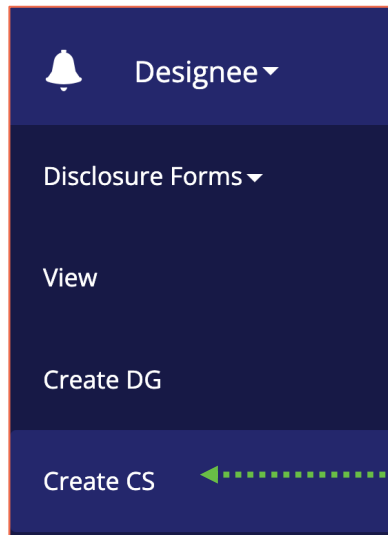 Designee
Disclosure Forms
View
Create DG
Create CS